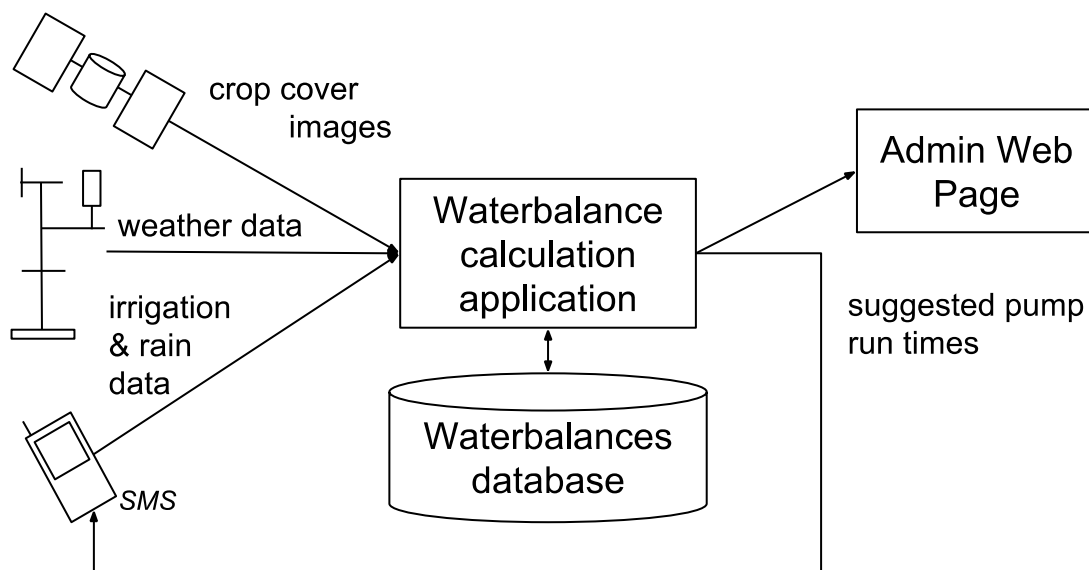 crop cover
images
Admin Web
Page
weather data
Waterbalance
calculation
application
irrigation
& rain
data
suggested pump
run times
Waterbalances
database
SMS